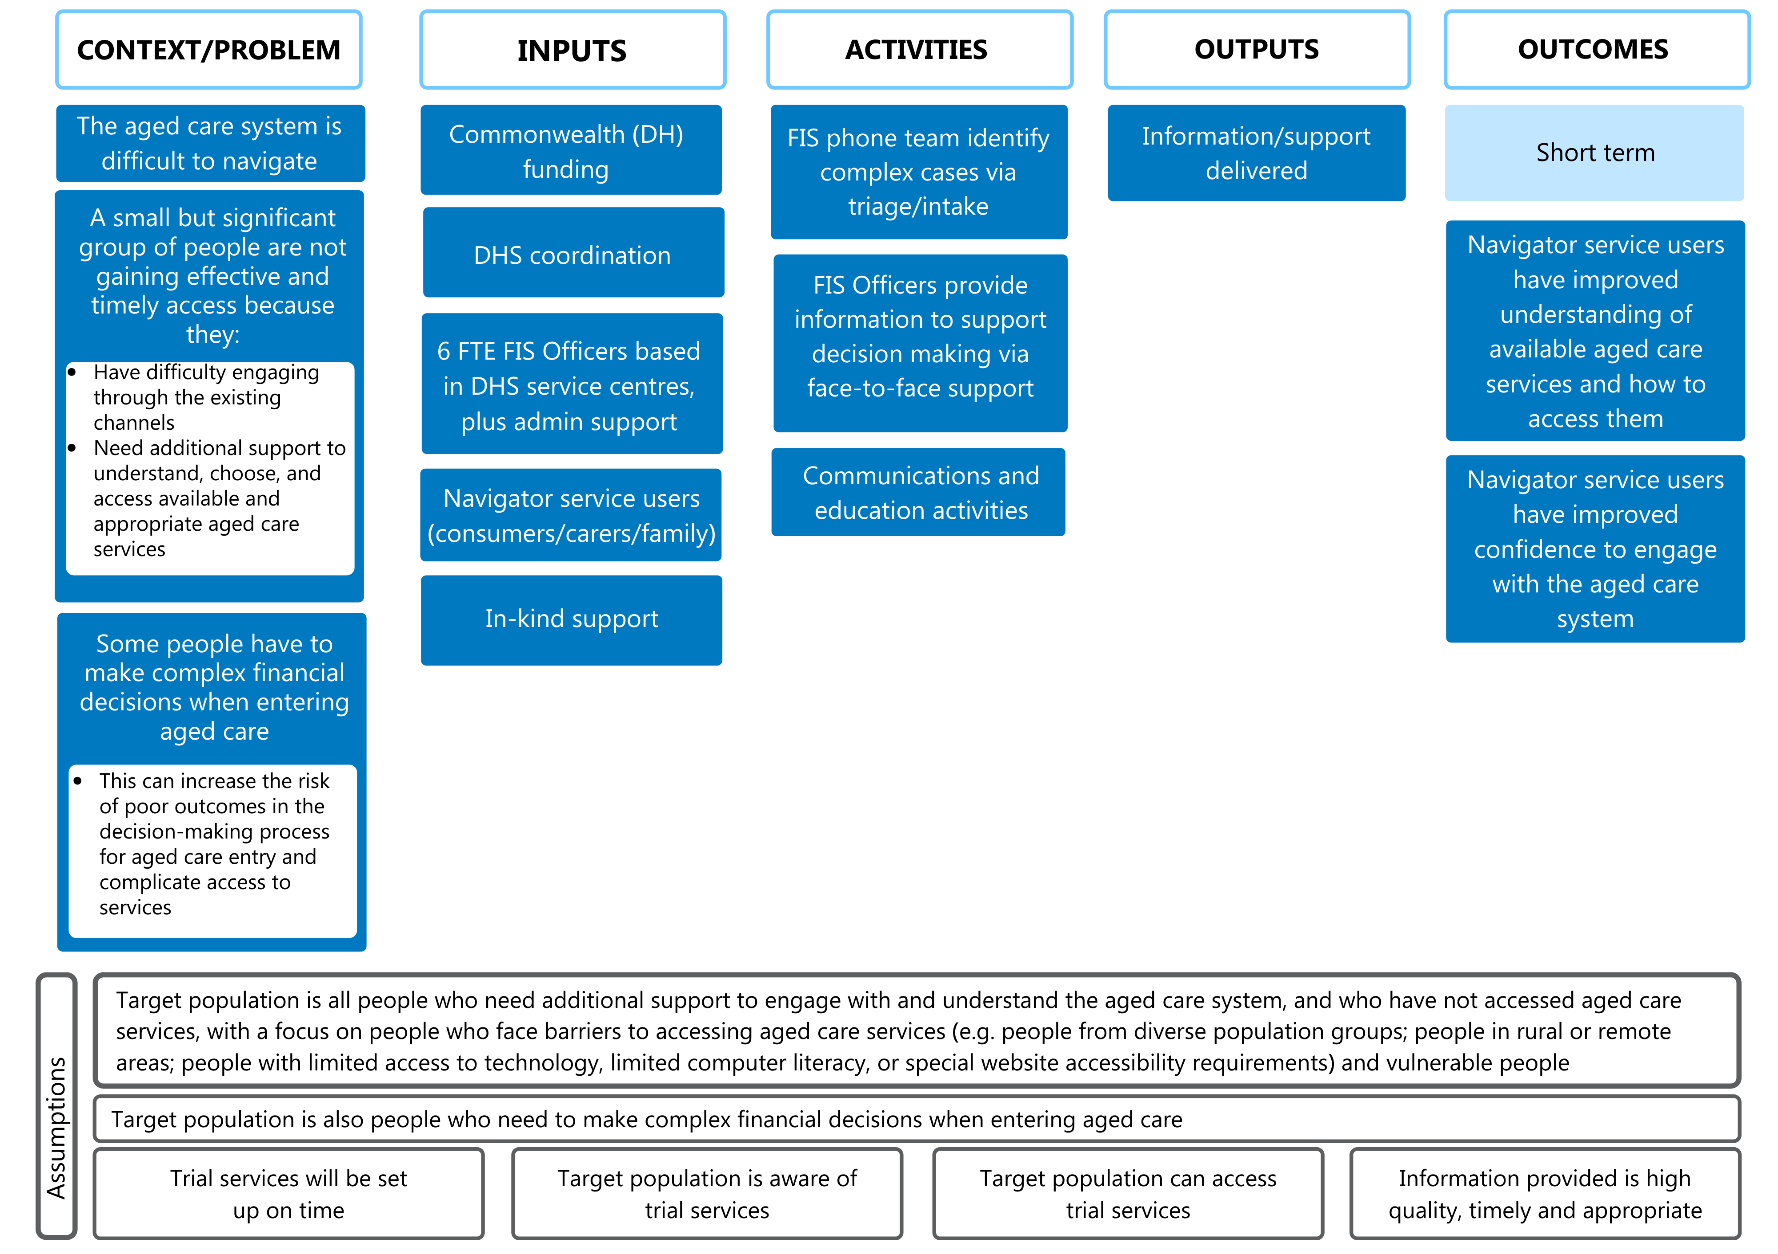 CONTEXT/PROBLEM
The aged care system is
difficult to navigate
A small but significant
group of people are not
gaining effective and
timely access because
they:
• Have difficulty engaging
through the existing
channels
• Need additional support to
understand, choose, and
access available and
appropriate aged care
services
Some people have to
make complex financial
decisions when entering
aged care
• This can increase the risk
of poor outcomes in the
decision-making process
for aged care entry and
complicate access to
services
INPUTS
Commonwealth (DH)
funding
DHS coordination
6 FTE FIS Officers based
in DHS service centres,
plus admin support
Navigator service users
(consumers/carers/family)
In-kind support
ACTIVITIES
FIS phone team identify
complex cases via
triage/intake
FIS Officers provide
information to support
decision making via
face-to-face support
Communications and
education activities
OUTPUTS
Information/support
delivered
OUTCOMES
Short term
Navigator service users
have improved
understanding of
available aged care
services and how to
access them
Navigator service users
have improved
confidence to engage
with the aged care
system
Assumptions
Target population is all people who need additional support to engage with and understand the aged care system, and who have not accessed aged care
services, with a focus on people who face barriers to accessing aged care services (e.g. people from diverse population groups; people in rural or remote
areas; people with limited access to technology, limited computer literacy, or special website accessibility requirements) and vulnerable people
Target population is also people who need to make complex financial decisions when entering aged care
Trial services will be set
up on time
Target population is aware of
trial services
Target population can access
trial services
Information provided is high
quality, timely and appropriate